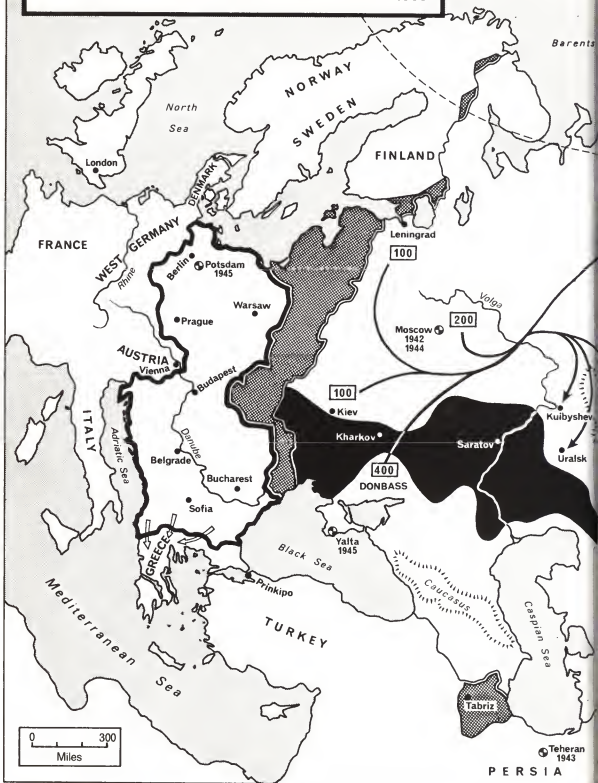 Barents
NORWAY
SWEDEN
FINLAND
North
Sea
London
DENMARK
Leningrad
100
FRANCE
WEST GERMANY
Rhine
Berlin
Potsdam
1945
Warsaw
Prague
Volga
Moscow
1942
1944
200
AUSTRIA
Vienna
Budapest
100
Kiev
Kharkov
Saratov
Kuibyshev
Uralsk
ITALY
Adriatic Sea
Danube
Belgrade
Bucharest
Sofia
400
DONBASS
GREECE
Yalta
1945
Black Sea
Prinkipo
Caucasus
Caspian Sea
Mediterranean Sea
TURKEY
Tabriz
0 300
Miles
Teheran
1943
PERSIA